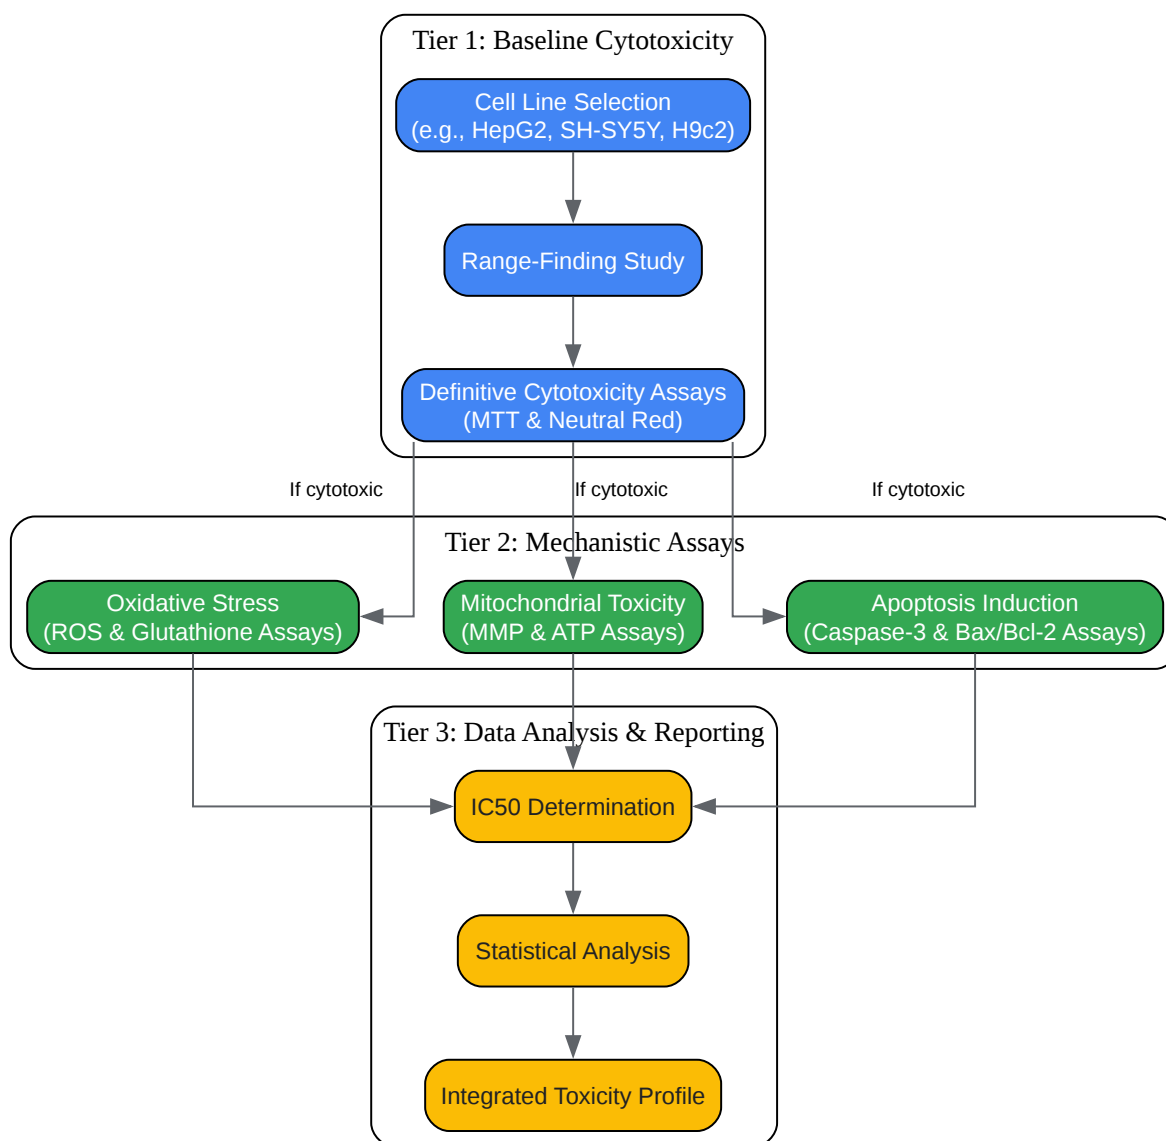 Tier 1: Baseline Cytotoxicity
Cell Line Selection
(e.g., HepG2, SH-SY5Y, H9c2)
Range-Finding Study
Definitive Cytotoxicity Assays
(MTT & Neutral Red)
If cytotoxic
If cytotoxic
If cytotoxic
Tier 2: Mechanistic Assays
Oxidative Stress
(ROS & Glutathione Assays)
Mitochondrial Toxicity
(MMP & ATP Assays)
Apoptosis Induction
(Caspase-3 & Bax/Bcl-2 Assays)
Tier 3: Data Analysis & Reporting
IC50 Determination
Statistical Analysis
Integrated Toxicity Profile